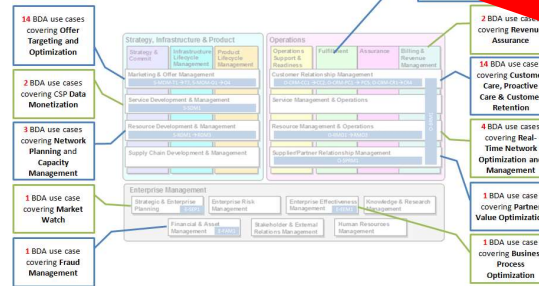 14 BDA use cases
covering Offer
Targeting and
Optimization
2 BDA use cases
covering CSP Data
Monetization
3 BDA use cases
covering Network
Planning and
Capacity
Management
1 BDA use case
covering Market
Watch
1 BDA use case
covering Fraud
Management
Strategy, Infrastructure & Product
Strategy &
Commit
Infrastructure
Lifecycle
Management
Product
Lifecycle
Management
Marketing & Offer Management
Service Development & Management
Resource Development & Management
Supply Chain Development & Management
Operations
Operations
Support &
Readiness
Fulfillment
Assurance
Billing &
Revenue
Management
Customer Relationship Management
Service Management & Operations
Resource Management & Operations
Supplier/Partner Relationship Management
Enterprise Management
Strategic & Enterprise
Planning
Enterprise Risk
Management
Enterprise Effectiveness
Management
Knowledge & Research
Management
Financial & Asset
Management
Stakeholder & External
Relations Management
Human Resources
Management
2 BDA use case
covering Revenu
Assurance
14 BDA use cases
covering Custome
Care, Proactive
Care & Custome
Retention
4 BDA use cases
covering Real-
Time Network
Optimization and
Management
1 BDA use case
covering Partner
Value Optimizatio
1 BDA use case
covering Busines
Process
Optimization